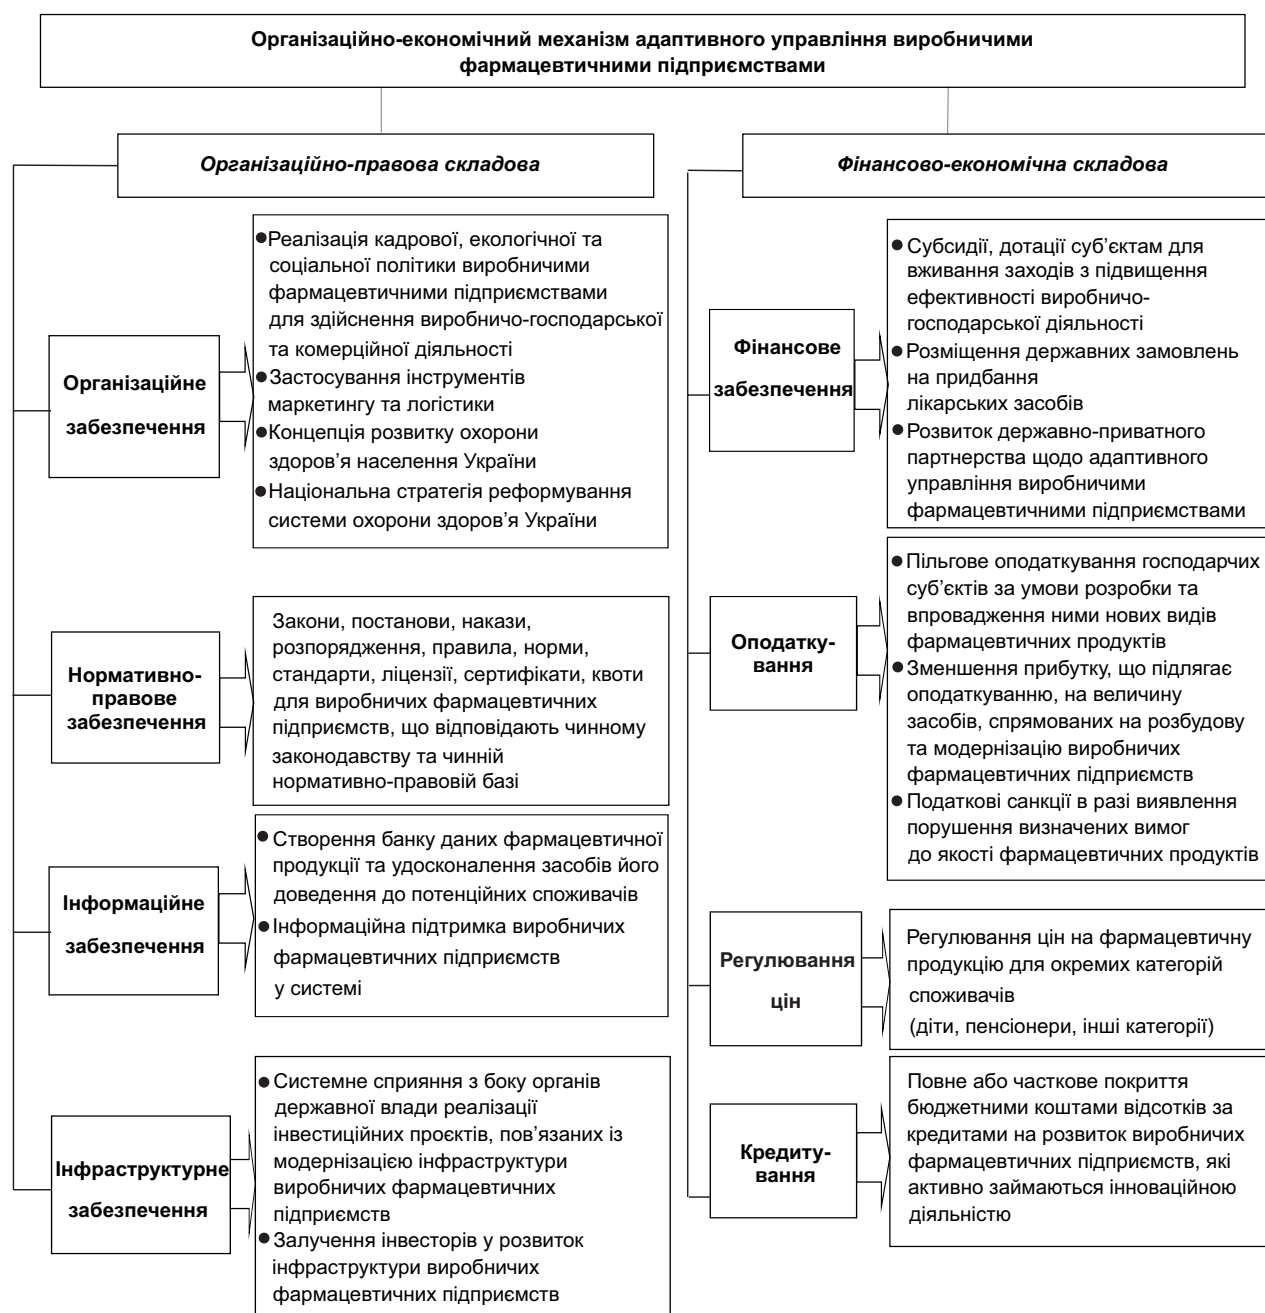 Організаційно-економічний механізм адаптивного управління виробничими
фармацевтичними підприємствами
Організаційно-правова складова
Організаційне
забезпечення
●Реалізація кадрової, екологічної та
соціальної політики виробничими
фармацевтичними підприємствами
для здійснення виробничо-господарської
та комерційної діяльності
●Застосування інструментів
маркетингу та логістики
●Концепція розвитку охорони
здоров’я населення України
●Національна стратегія реформування
системи охорони здоров’я України
Нормативно-
правове
забезпечення
Закони, постанови, накази,
розпорядження, правила, норми,
стандарти, ліцензії, сертифікати, квоти
для виробничих фармацевтичних
підприємств, що відповідають чинному
законодавству та чинній
нормативно-правовій базі
Інформаційне
забезпечення
● Створення банку даних фармацевтичної
продукції та удосконалення засобів його
доведення до потенційних споживачів
●Інформаційна підтримка виробничих
фармацевтичних підприємств
у системі
Інфраструктурне
забезпечення
● Системне сприяння з боку органів
державної влади реалізації
інвестиційних проєктів, пов’язаних із
модернізацією інфраструктури
виробничих фармацевтичних
підприємств
● Залучення інвесторів у розвиток
інфраструктури виробничих
фармацевтичних підприємств
Фінансово-економічна складова
Фінансове
забезпечення
● Субсидії, дотації суб’єктам для
вживання заходів з підвищення
ефективності виробничо-
господарської діяльності
● Розміщення державних замовлень
на придбання
лікарських засобів
● Розвиток державно-приватного
партнерства щодо адаптивного
управління виробничими
фармацевтичними підприємствами
Оподатку-
вання
● Пільгове оподаткування господарчих
суб’єктів за умови розробки та
впровадження ними нових видів
фармацевтичних продуктів
● Зменшення прибутку, що підлягає
оподаткуванню, на величину
засобів, спрямованих на розбудову
та модернізацію виробничих
фармацевтичних підприємств
● Податкові санкції в разі виявлення
порушення визначених вимог
до якості фармацевтичних продуктів
Регулювання
цін
Регулювання цін на фармацевтичну
продукцію для окремих категорій
споживачів
(діти, пенсіонери, інші категорії)
Кредиту-
вання
Повне або часткове покриття
бюджетними коштами відсотків за
кредитами на розвиток виробничих
фармацевтичних підприємств, які
активно займаються інноваційною
діяльністю